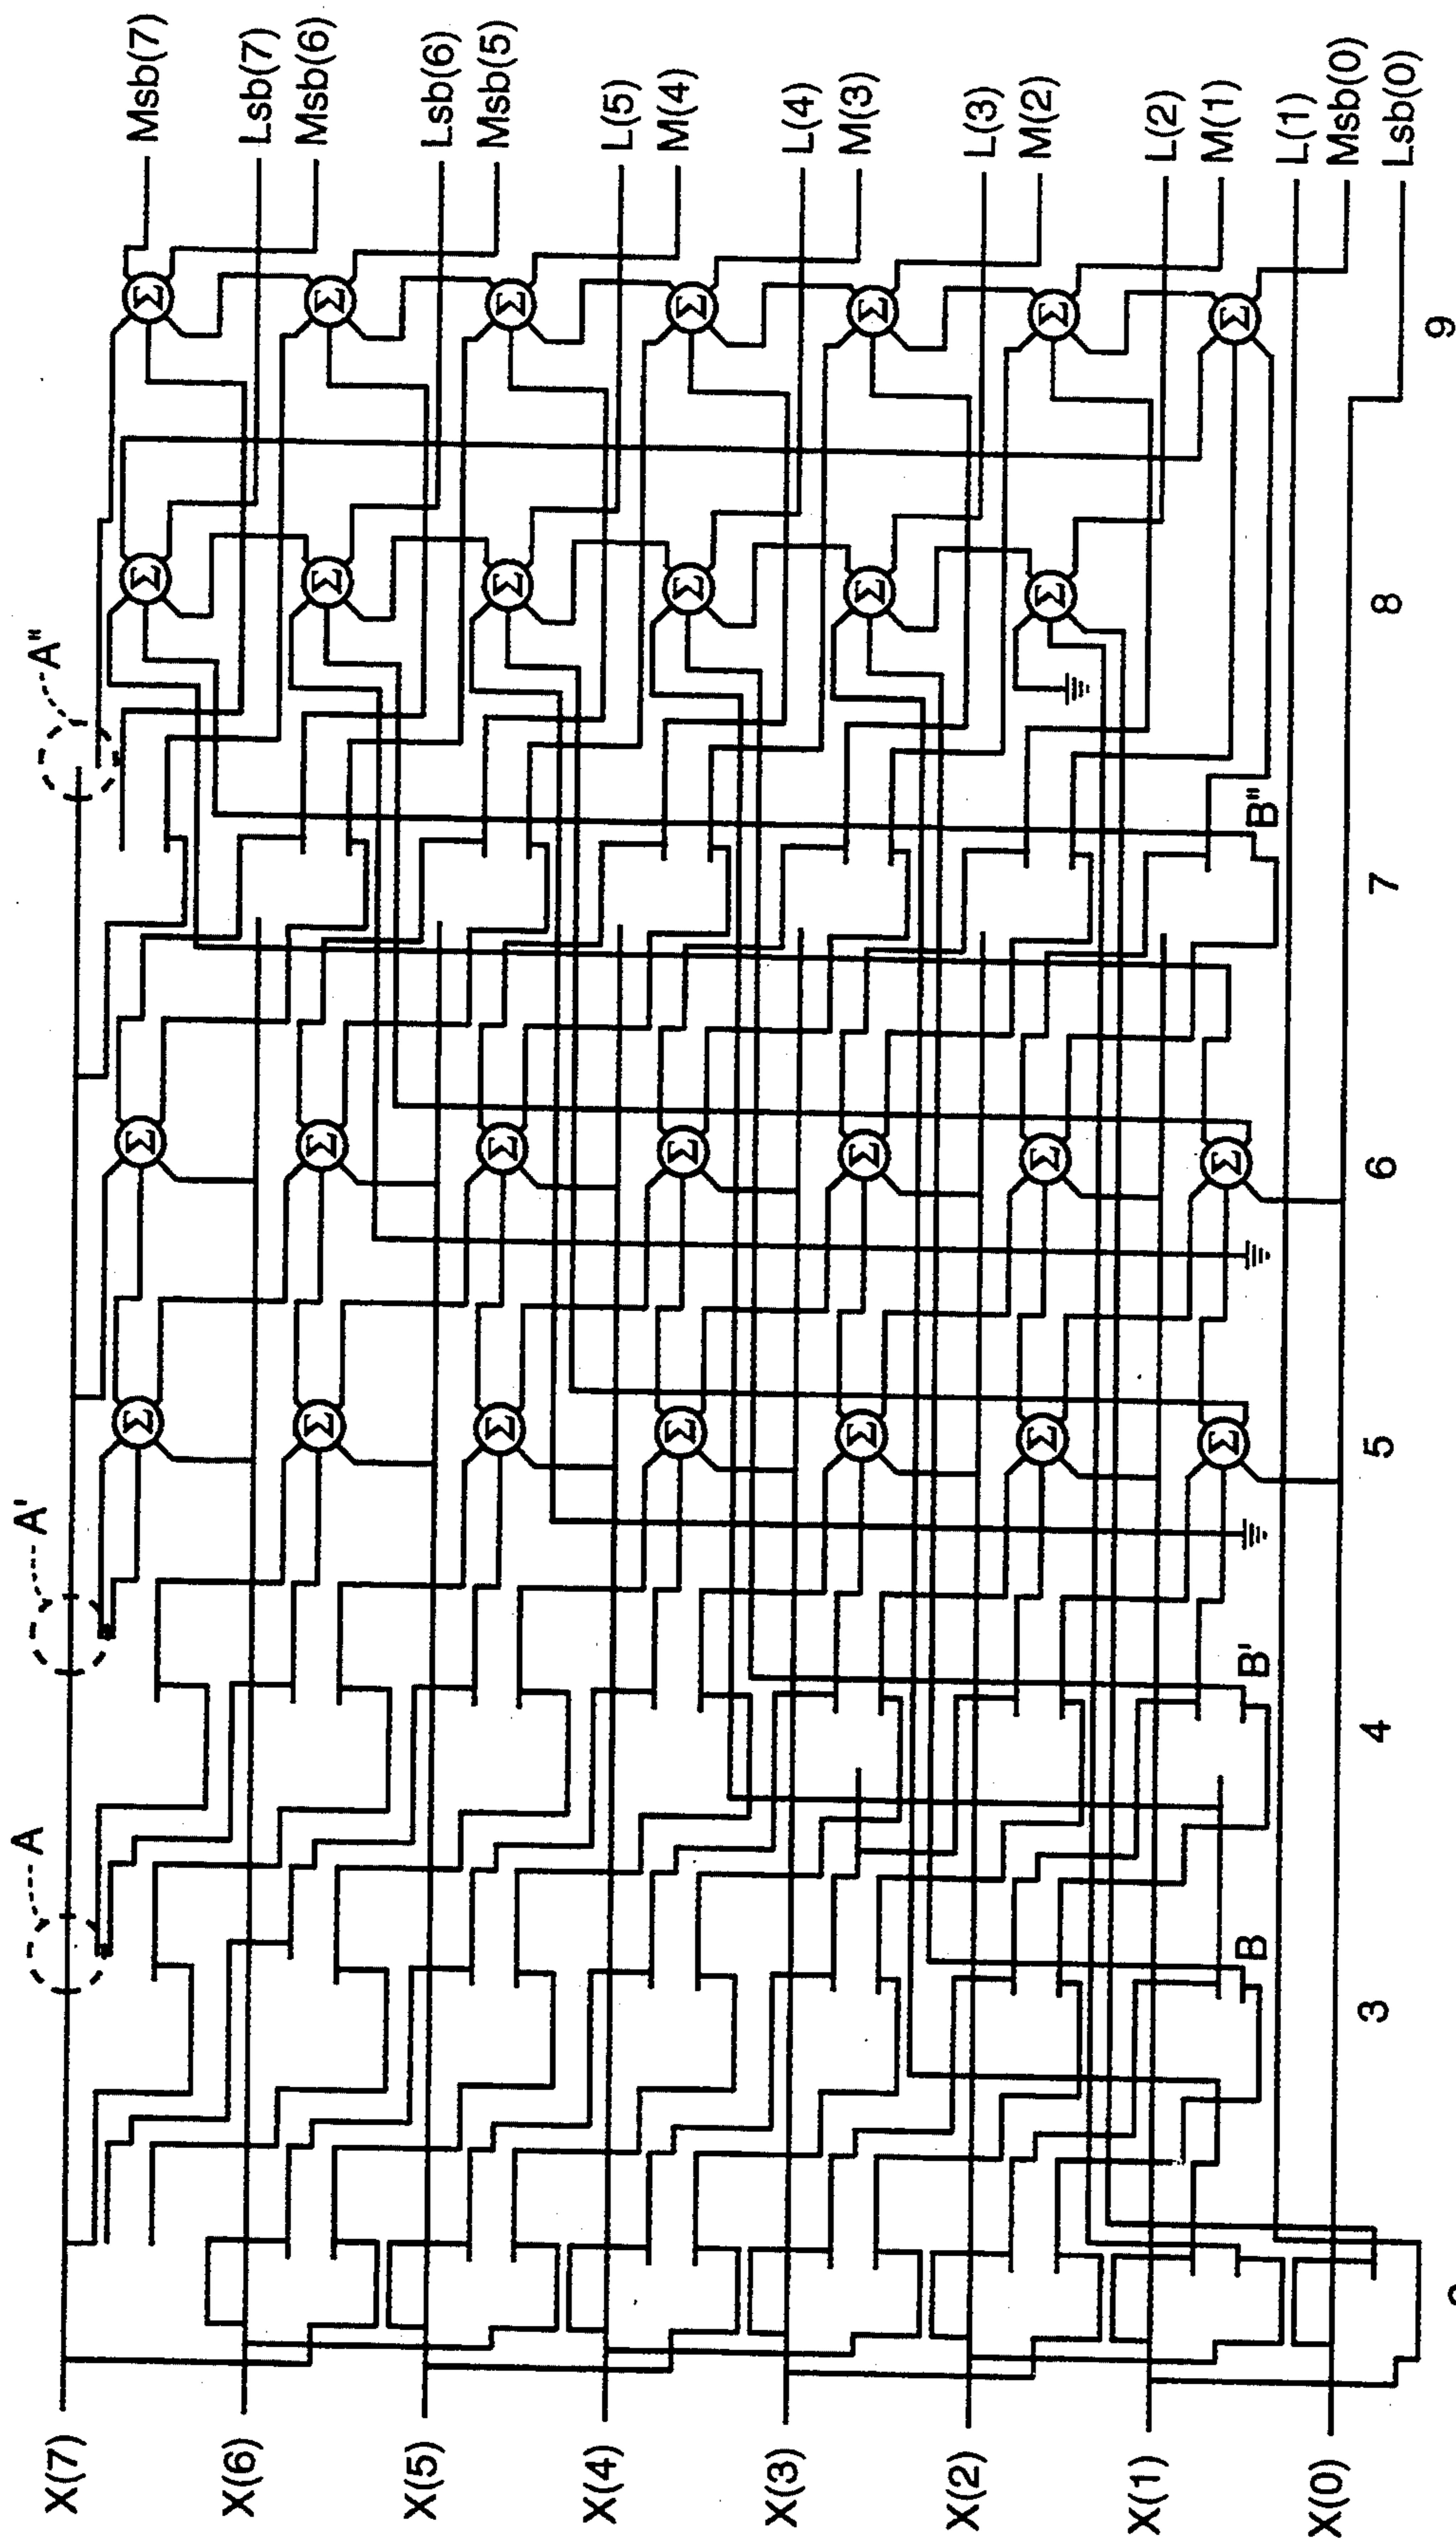 X(7)
X(6)
X(5)
X(4)
X(3)
X(2)
X(1)
X(0)
A
A'
A"
B
B'
B"
Σ Σ Σ Σ
Σ Σ Σ Σ
Σ Σ Σ Σ
Σ Σ Σ Σ
Σ Σ Σ Σ
Σ Σ Σ Σ
Σ Σ Σ
3
4
5
6
7
8
9
Msb(7)
Lsb(7)
Msb(6)
Lsb(6)
Msb(5)
L(5)
M(4)
L(4)
M(3)
L(3)
M(2)
L(2)
M(1)
L(1)
Msb(0)
Lsb(0)